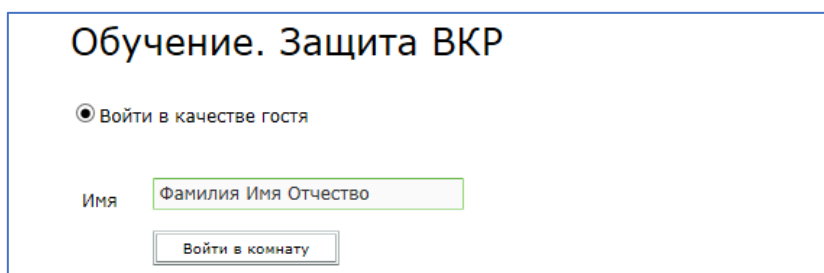 Обучение. Защита ВКР
Войти в качестве гостя
Имя Фамилия Имя Отчество
Войти в комнату